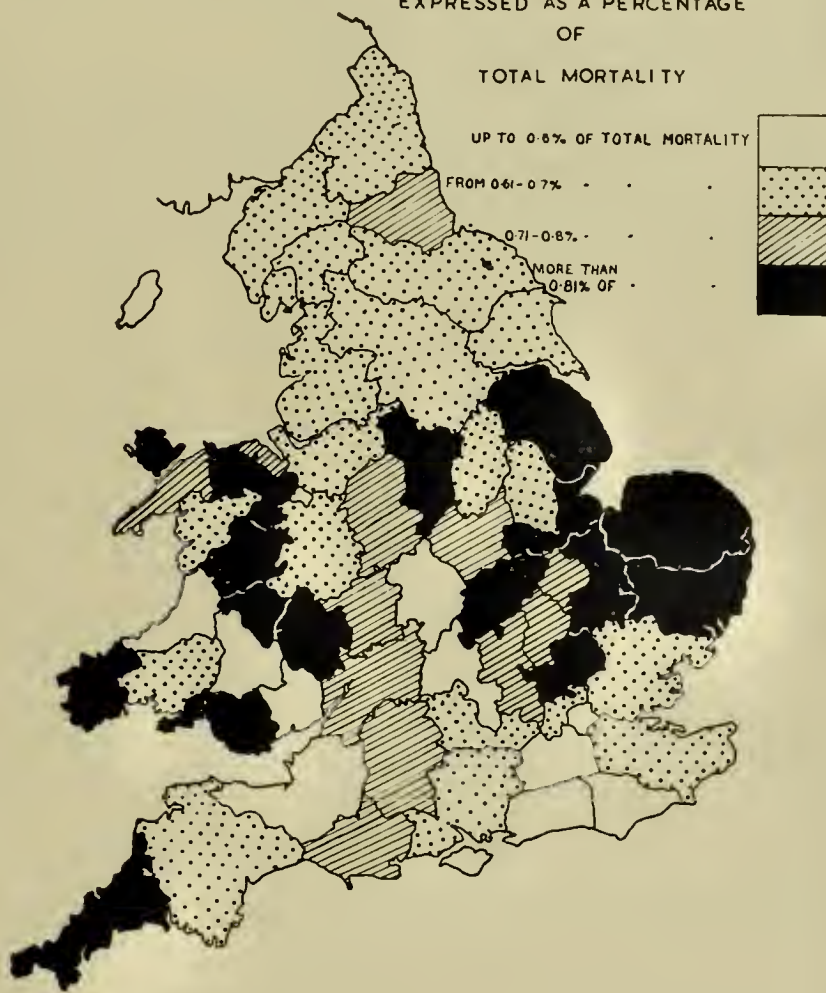 EXPRESSED AS A PERCENTAGE
OF
TOTAL MORTALITY
UP TO 0·6% OF TOTAL MORTALITY
FROM 0·61-0·7% " " "
0·71-0·8% " " "
MORE THAN
0·81% OF " "